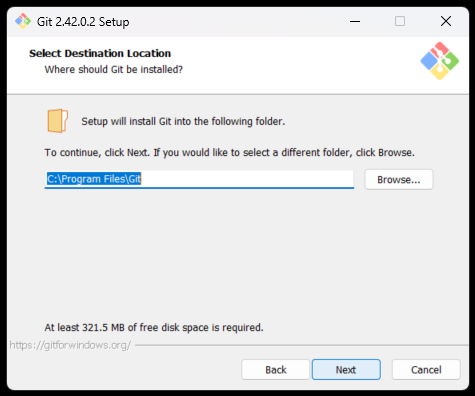 Git 2.42.0.2 Setup
Select Destination Location
Where should Git be installed?
Setup will install Git into the following folder.
To continue, click Next. If you would like to select a different folder, click Browse.
C:\Program Files\Git
Browse...
At least 321.5 MB of free disk space is required.
https://gitforwindows.org/
Back
Next
Cancel